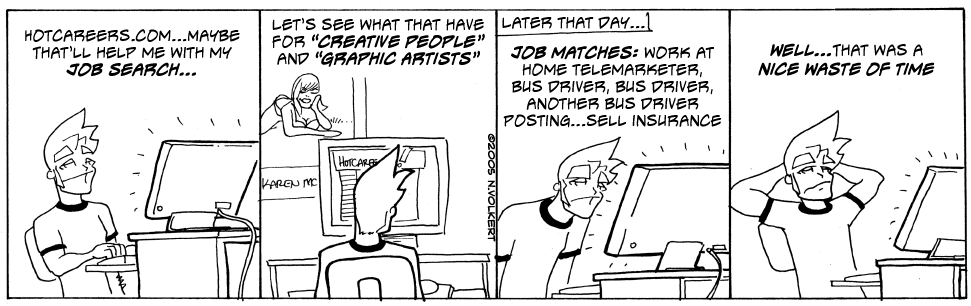 HOTCAREERS.COM...MAYBE
THAT'LL HELP ME WITH MY
JOB SEARCH...
LET'S SEE WHAT THAT HAVE
FOR "CREATIVE PEOPLE"
AND "GRAPHIC ARTISTS"
HOTCAREE
KAREN MC
©2005 N.VOLKERT
LATER THAT DAY...
JOB MATCHES: WORK AT
HOME TELEMARKETER,
BUS DRIVER, BUS DRIVER,
ANOTHER BUS DRIVER
POSTING...SELL INSURANCE
WELL...THAT WAS A
NICE WASTE OF TIME